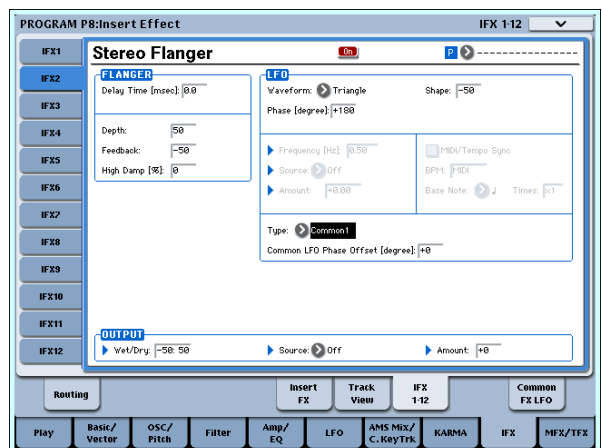 PROGRAM P8:Insert Effect IFX 1-12
IFX1
IFX2
IFX3
IFX4
IFX5
IFX6
IFX7
IFX8
IFX9
IFX10
IFX11
IFX12
Stereo Flanger On P ----------------
FLANGER
Delay Time [msec]: 0.0
Depth: 50
Feedback: -50
High Damp [%]: 0
LFO
Waveform: Triangle Shape: -50
Phase [degree]: +180
Frequency [Hz]: 0.50 MIDI/Tempo Sync
Source: Off BPM: MIDI
Amount: +0.00 Base Note: ♩ Times: x1
Type: Common1
Common LFO Phase Offset [degree]: +0
OUTPUT
Wet/Dry: -50: 50 Source: Off Amount: +0
Routing
Insert FX
Track View
IFX 1-12
Common FX LFO
Play
Basic/ Vector
OSC/ Pitch
Filter
Amp/ EQ
LFO
AMS Mix/ C.KeyTrk
KARMA
IFX
MFX/TFX